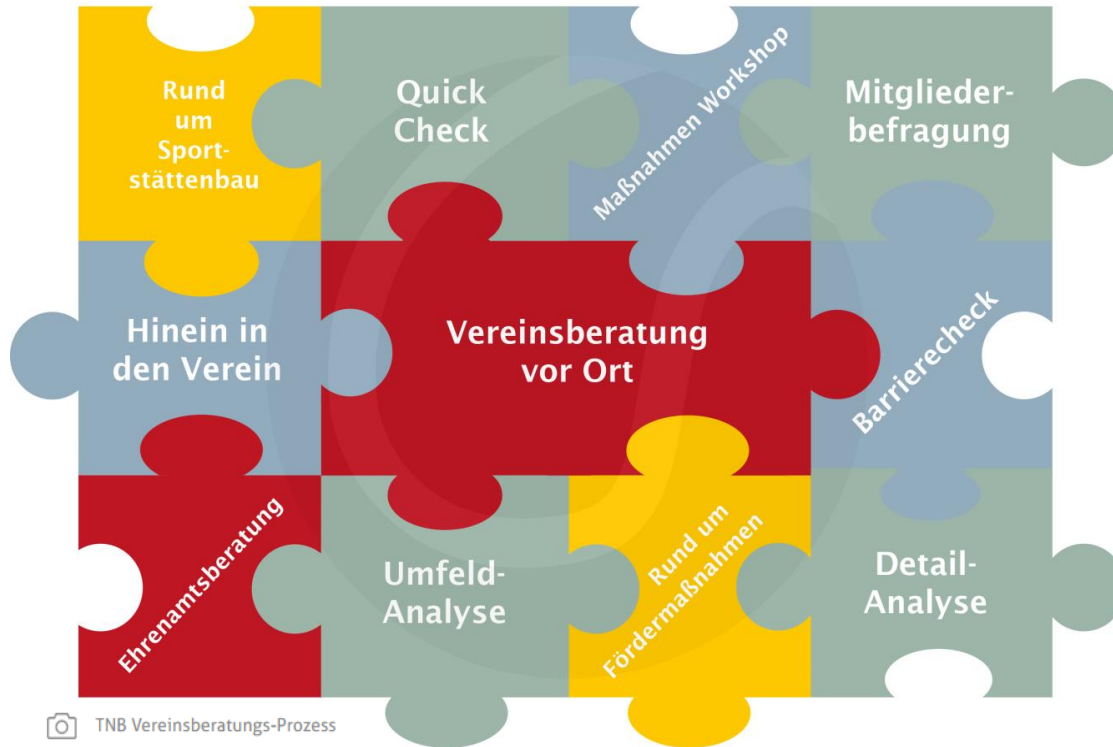 Rund
um
Sport-
stättenbau
Quick
Check
Maßnahmen Workshop
Mitglieder-
befragung
Hinein in
den Verein
Vereinsberatung
vor Ort
Barrierecheck
Ehrenamtsberatung
Umfeld-
Analyse
Rund um
Fördermaßnahmen
Detail-
Analyse
TNB Vereinsberatungs-Prozess